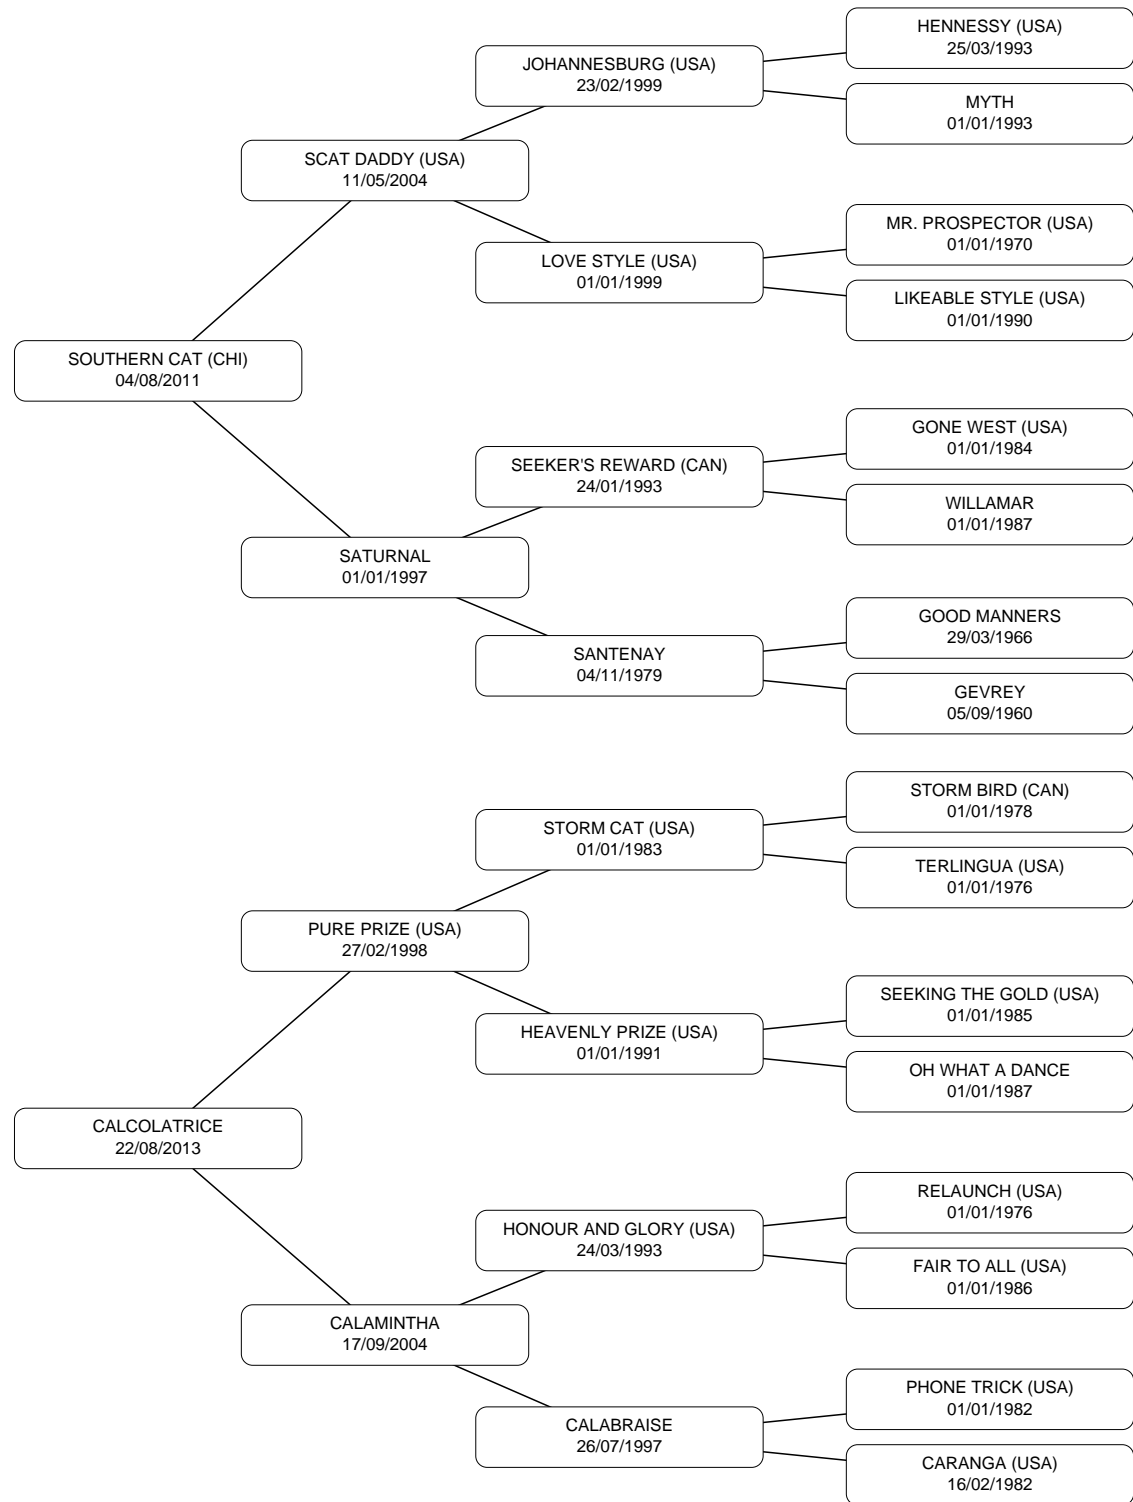 HENNESSY (USA)
25/03/1993
JOHANNESBURG (USA)
23/02/1999
MYTH
01/01/1993
SCAT DADDY (USA)
11/05/2004
MR. PROSPECTOR (USA)
01/01/1970
LOVE STYLE (USA)
01/01/1999
LIKEABLE STYLE (USA)
01/01/1990
SOUTHERN CAT (CHI)
04/08/2011
GONE WEST (USA)
01/01/1984
SEEKER'S REWARD (CAN)
24/01/1993
WILLAMAR
01/01/1987
SATURNAL
01/01/1997
GOOD MANNERS
29/03/1966
SANTENAY
04/11/1979
GEVREY
05/09/1960
STORM BIRD (CAN)
01/01/1978
STORM CAT (USA)
01/01/1983
TERLINGUA (USA)
01/01/1976
PURE PRIZE (USA)
27/02/1998
SEEKING THE GOLD (USA)
01/01/1985
HEAVENLY PRIZE (USA)
01/01/1991
OH WHAT A DANCE
01/01/1987
CALCOLATRICE
22/08/2013
RELAUNCH (USA)
01/01/1976
HONOUR AND GLORY (USA)
24/03/1993
FAIR TO ALL (USA)
01/01/1986
CALAMINTHA
17/09/2004
PHONE TRICK (USA)
01/01/1982
CALABRAISE
26/07/1997
CARANGA (USA)
16/02/1982